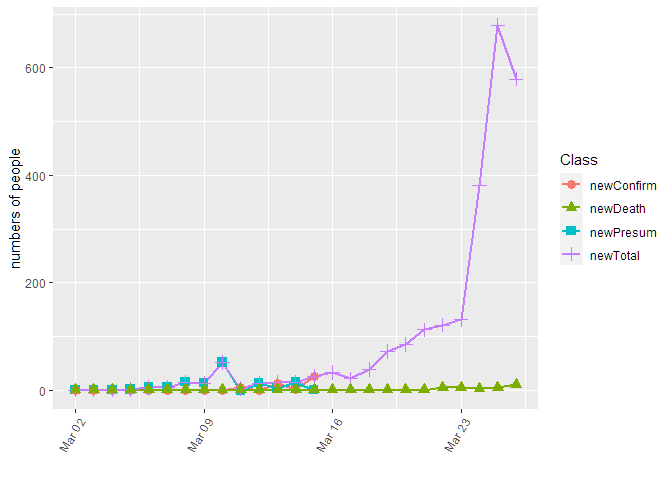 numbers of people
600
400
200
0
Mar 02
Mar 09
Mar 16
Mar 23
Class
newConfirm
newDeath
newPresum
newTotal